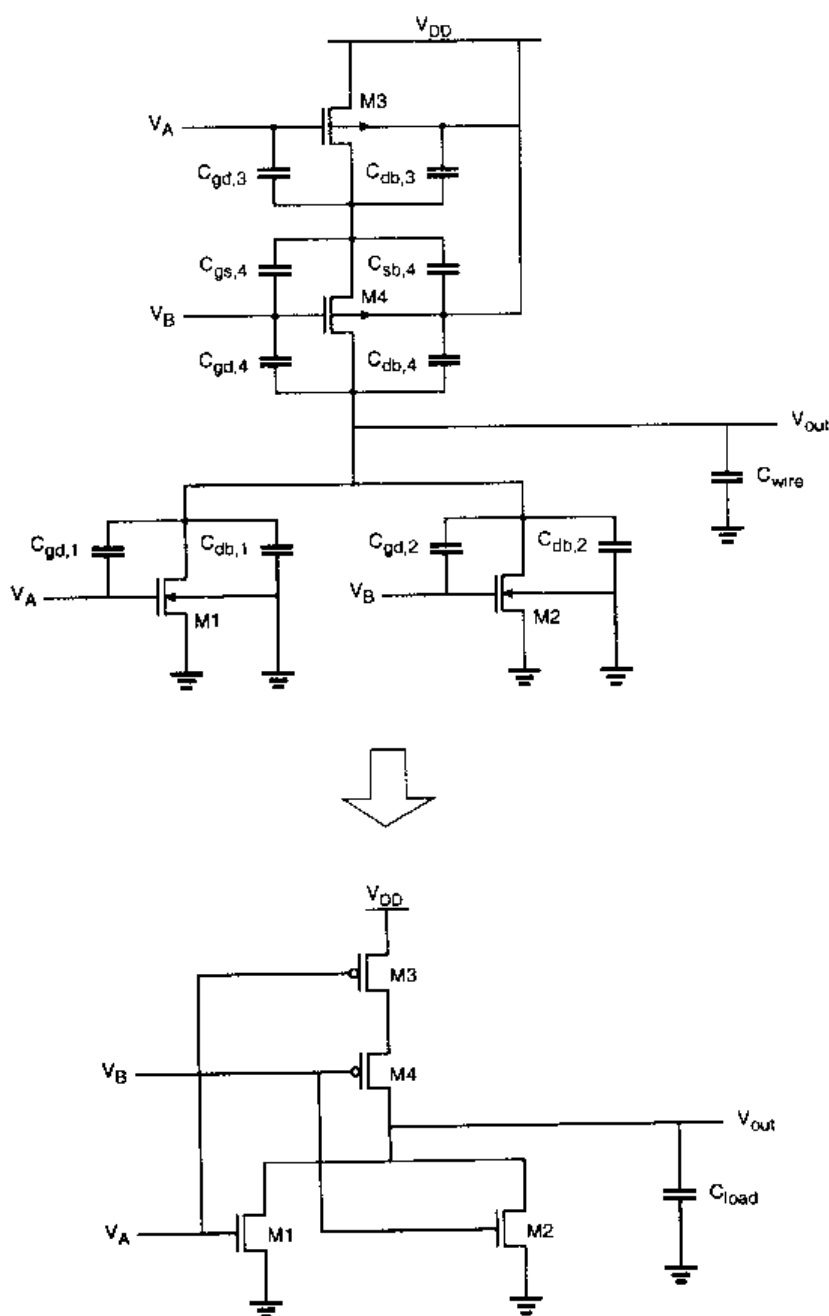 VDD
M3
VA
Cgd,3
Cdb,3
Cgs,4
Csb,4
M4
VB
Cgd,4
Cdb,4
Vout
Cwire
Cgd,1
Cdb,1
Cgd,2
Cdb,2
VA
M1
VB
M2
VDD
M3
VB
M4
Vout
Cload
VA
M1
M2